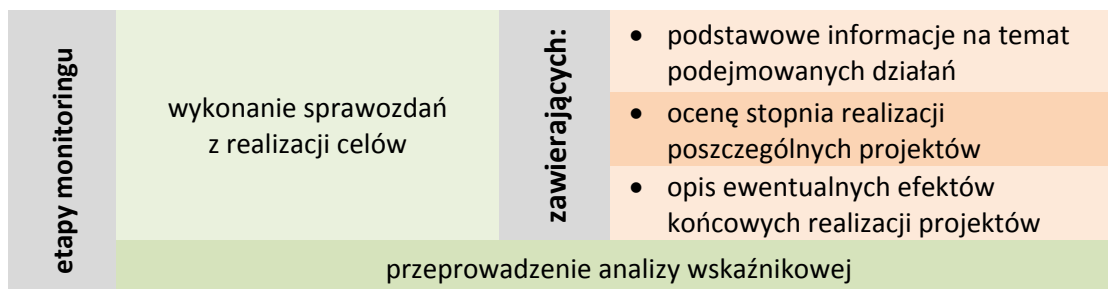 etapy monitoringu
wykonanie sprawozdań
z realizacji celów
zawierających:
• podstawowe informacje na temat
podejmowanych działań
• ocenę stopnia realizacji
poszczególnych projektów
• opis ewentualnych efektów
końcowych realizacji projektów
przeprowadzenie analizy wskaźnikowej